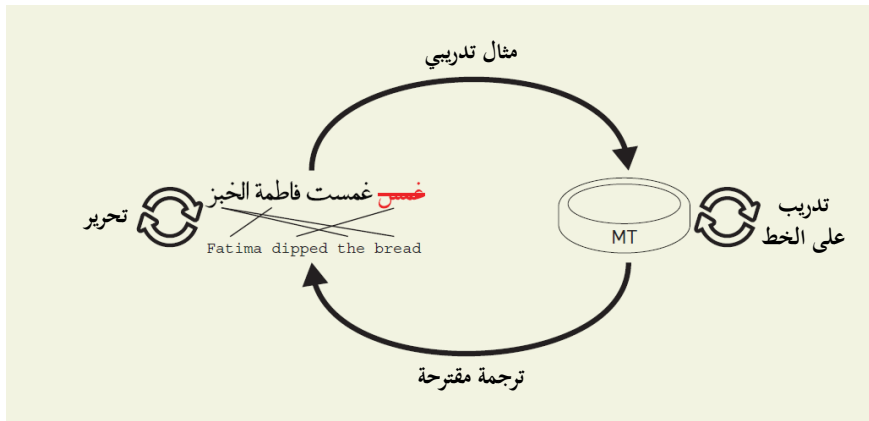 مثال تدريبي
غمس غمست فاطمة الخبز
Fatima dipped the bread
تحرير
MT
تدريب
على الخط
ترجمة مقترحة